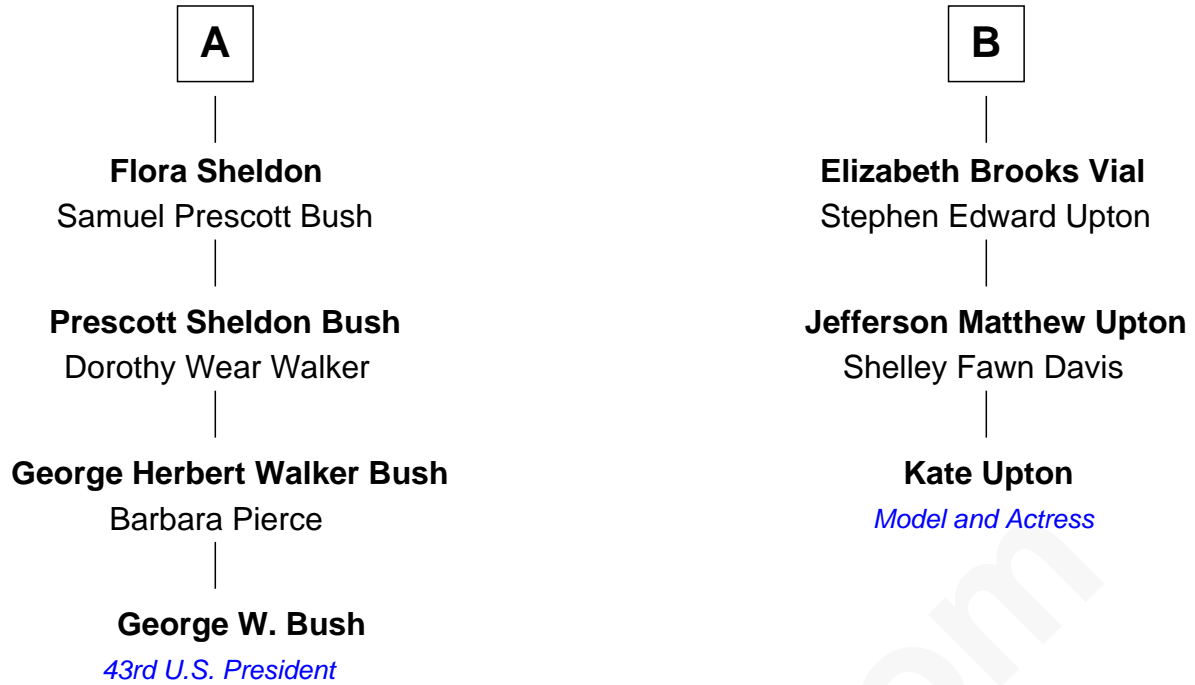 A
Flora Sheldon
Samuel Prescott Bush
Prescott Sheldon Bush
Dorothy Wear Walker
George Herbert Walker Bush
Barbara Pierce
George W. Bush
43rd U.S. President
B
Elizabeth Brooks Vial
Stephen Edward Upton
Jefferson Matthew Upton
Shelley Fawn Davis
Kate Upton
Model and Actress